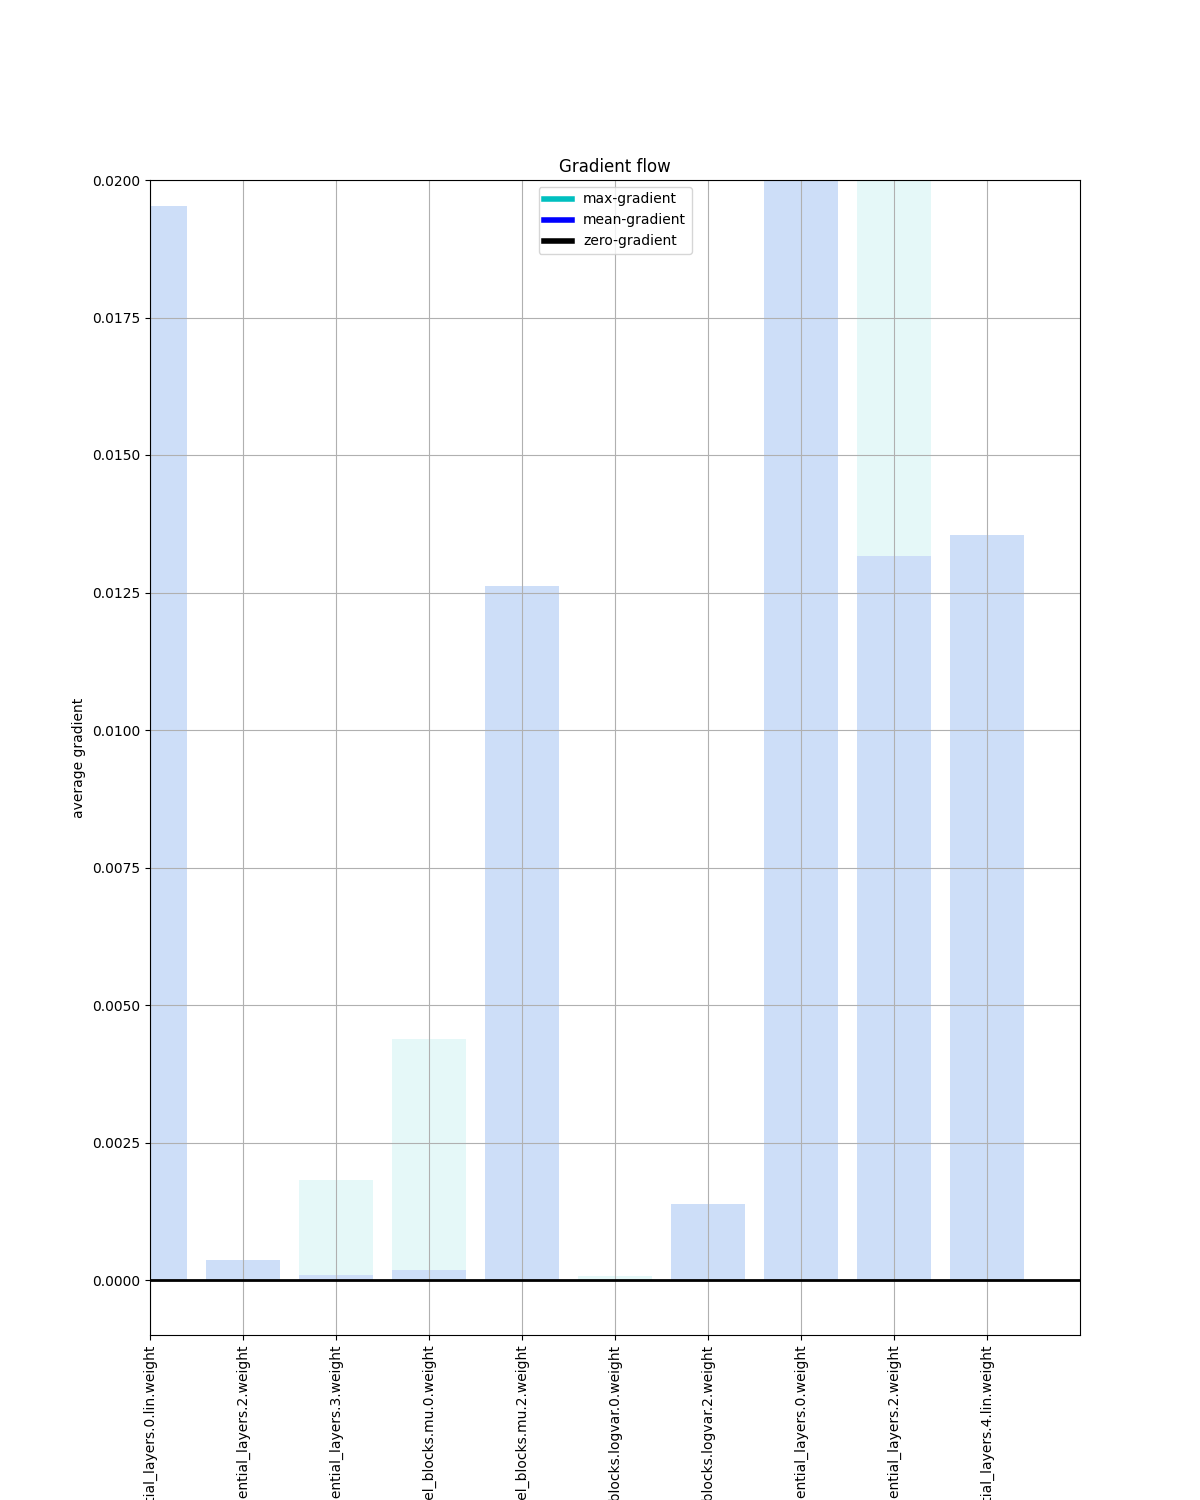 Gradient flow
max-gradient
mean-gradient
zero-gradient
0.0200
0.0175
0.0150
0.0125
0.0100
0.0075
0.0050
0.0025
0.0000
average gradient
tial_layers.0.lin.weight
ential_layers.2.weight
ential_layers.3.weight
el_blocks.mu.0.weight
el_blocks.mu.2.weight
blocks.logvar.0.weight
blocks.logvar.2.weight
ential_layers.0.weight
ential_layers.2.weight
tial_layers.4.lin.weight